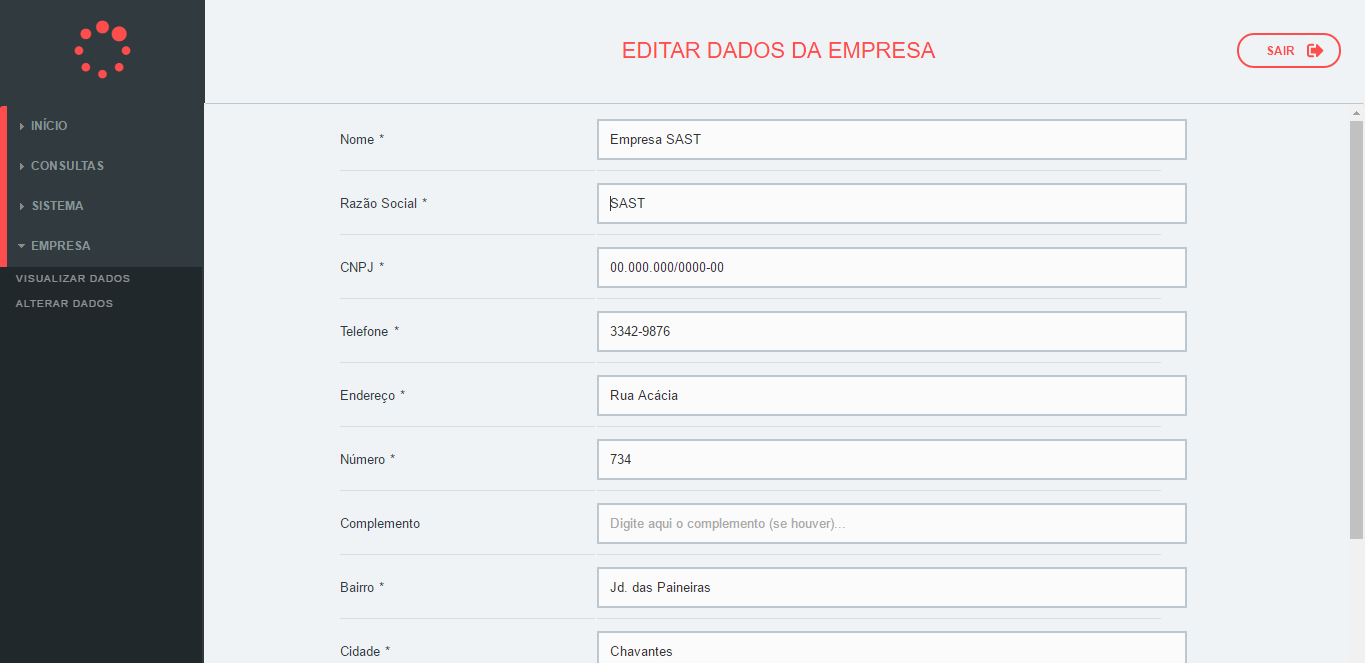 EDITAR DADOS DA EMPRESA
SAIR
INÍCIO
CONSULTAS
SISTEMA
EMPRESA
VISUALIZAR DADOS
ALTERAR DADOS
Nome * Empresa SAST
Razão Social * SAST
CNPJ * 00.000.000/0000-00
Telefone * 3342-9876
Endereço * Rua Acácia
Número * 734
Complemento Digite aqui o complemento (se houver)...
Bairro * Jd. das Paineiras
Cidade * Chavantes